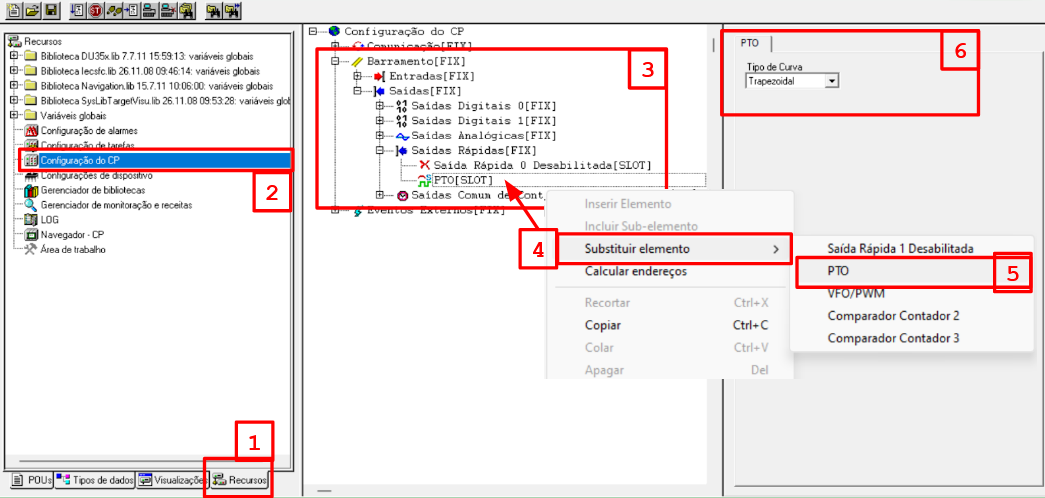 Recursos
Biblioteca DU35x.lib 7.7.11 15:59:13: variáveis globais
Biblioteca Iecsfc.lib 26.11.08 09:46:14: variáveis globais
Biblioteca Navigation.lib 15.7.11 10:06:00: variáveis globais
Biblioteca SysLibTargetVisu.lib 26.11.08 09:53:28: variáveis glob
Variáveis globais
Configuração de alarmes
Configuração de tarefas
Configuração do CP
Configurações de dispositivo
Gerenciador de bibliotecas
Gerenciador de monitoração e receitas
LOG
Navegador - CP
Área de trabalho
2
1
POUs
Tipos de dados
Visualizações
Recursos
Configuração do CP
Comunicação[FIX]
Barramento[FIX]
Entradas[FIX]
Saídas[FIX]
Saídas Digitais 0[FIX]
Saídas Digitais 1[FIX]
Saídas Analógicas[FIX]
Saídas Rápidas[FIX]
Saída Rápida 0 Desabilitada[SLOT]
PTO[SLOT]
Saídas Comum de Cont
Eventos Externos[FIX]
3
4
Inserir Elemento
Incluir Sub-elemento
Substituir elemento >
Calcular endereços
Recortar Ctrl+X
Copiar Ctrl+C
Colar Ctrl+V
Apagar Del
Saída Rápida 1 Desabilitada
PTO
VFO/PWM
Comparador Contador 2
Comparador Contador 3
5
PTO
Tipo de Curva
Trapezoidal
6